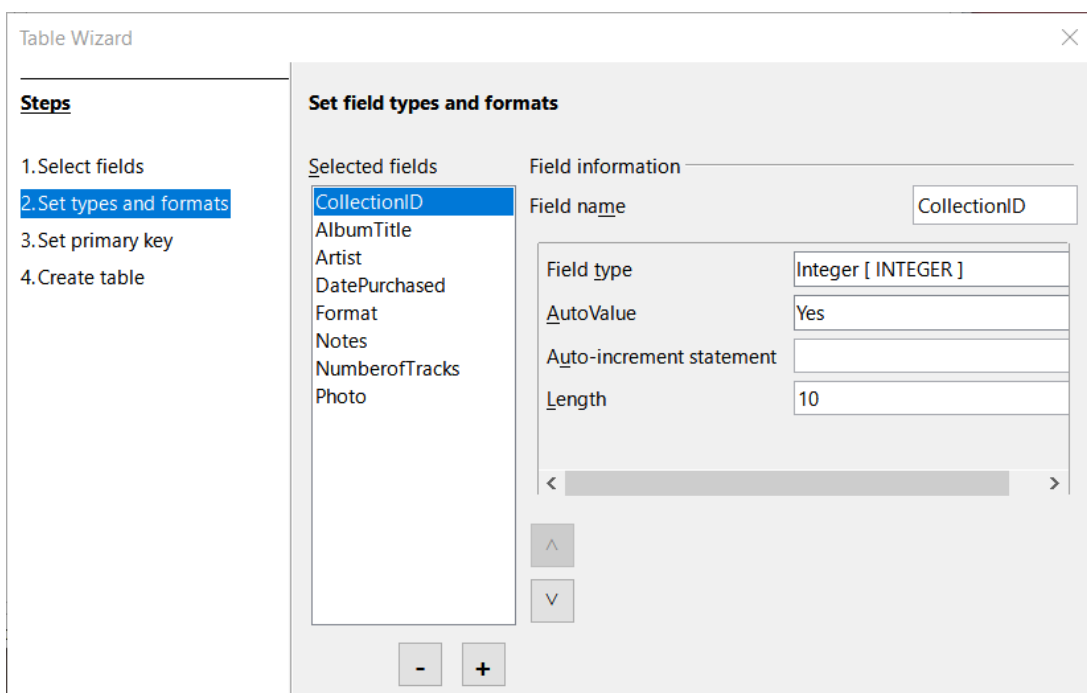 Table Wizard
Steps
1. Select fields
2. Set types and formats
3. Set primary key
4. Create table
Set field types and formats
Selected fields
CollectionID
AlbumTitle
Artist
DatePurchased
Format
Notes
NumberofTracks
Photo
- +
Field information
Field name CollectionID
Field type Integer [ INTEGER ]
AutoValue Yes
Auto-increment statement
Length 10